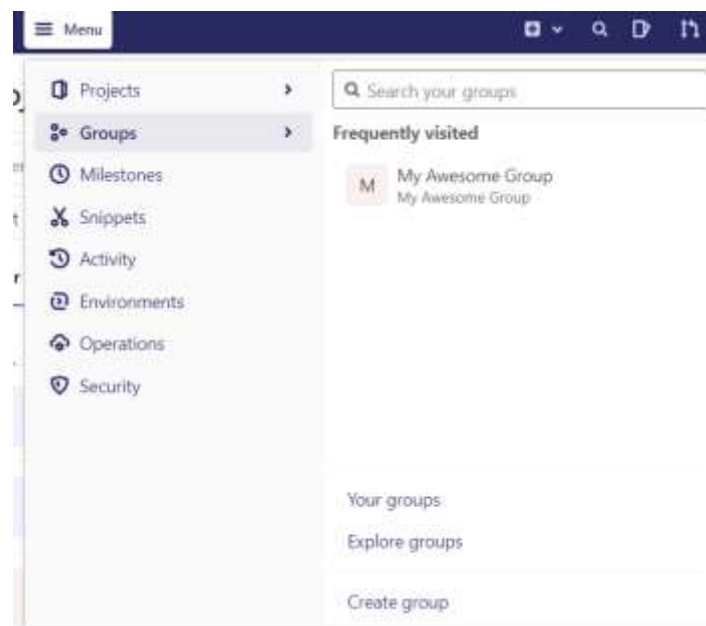 Menu
Projects
Groups
Milestones
Snippets
Activity
Environments
Operations
Security
Search your groups
Frequently visited
M
My Awesome Group
My Awesome Group
Your groups
Explore groups
Create group